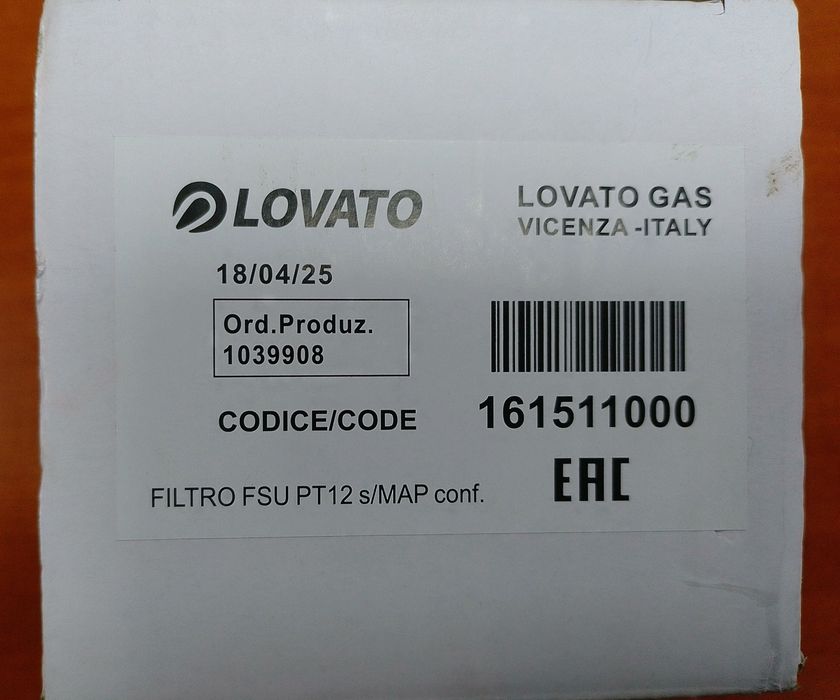 LOVATO
LOVATO GAS
VICENZA -ITALY
18/04/25
Ord.Produz.
1039908
CODICE/CODE
161511000
FILTRO FSU PT12 s/MAP conf.
EAC